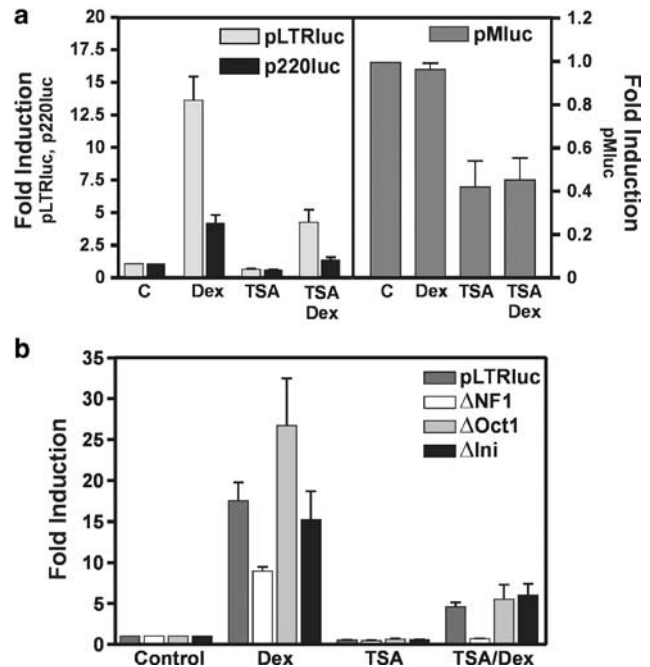 a
Fold Induction
pLTRluc, p220luc
20
17.5
15
12.5
10
7.5
5
2.5
0
pLTRluc
p220luc
C
Dex
TSA
TSA
Dex
pMluc
1.2
1.0
0.8
0.6
0.4
0.2
0
Fold Induction
pMluc
C
Dex
TSA
TSA
Dex
b
Fold Induction
35
30
25
20
15
10
5
0
pLTRluc
ΔNF1
ΔOct1
ΔIni
Control
Dex
TSA
TSA/Dex